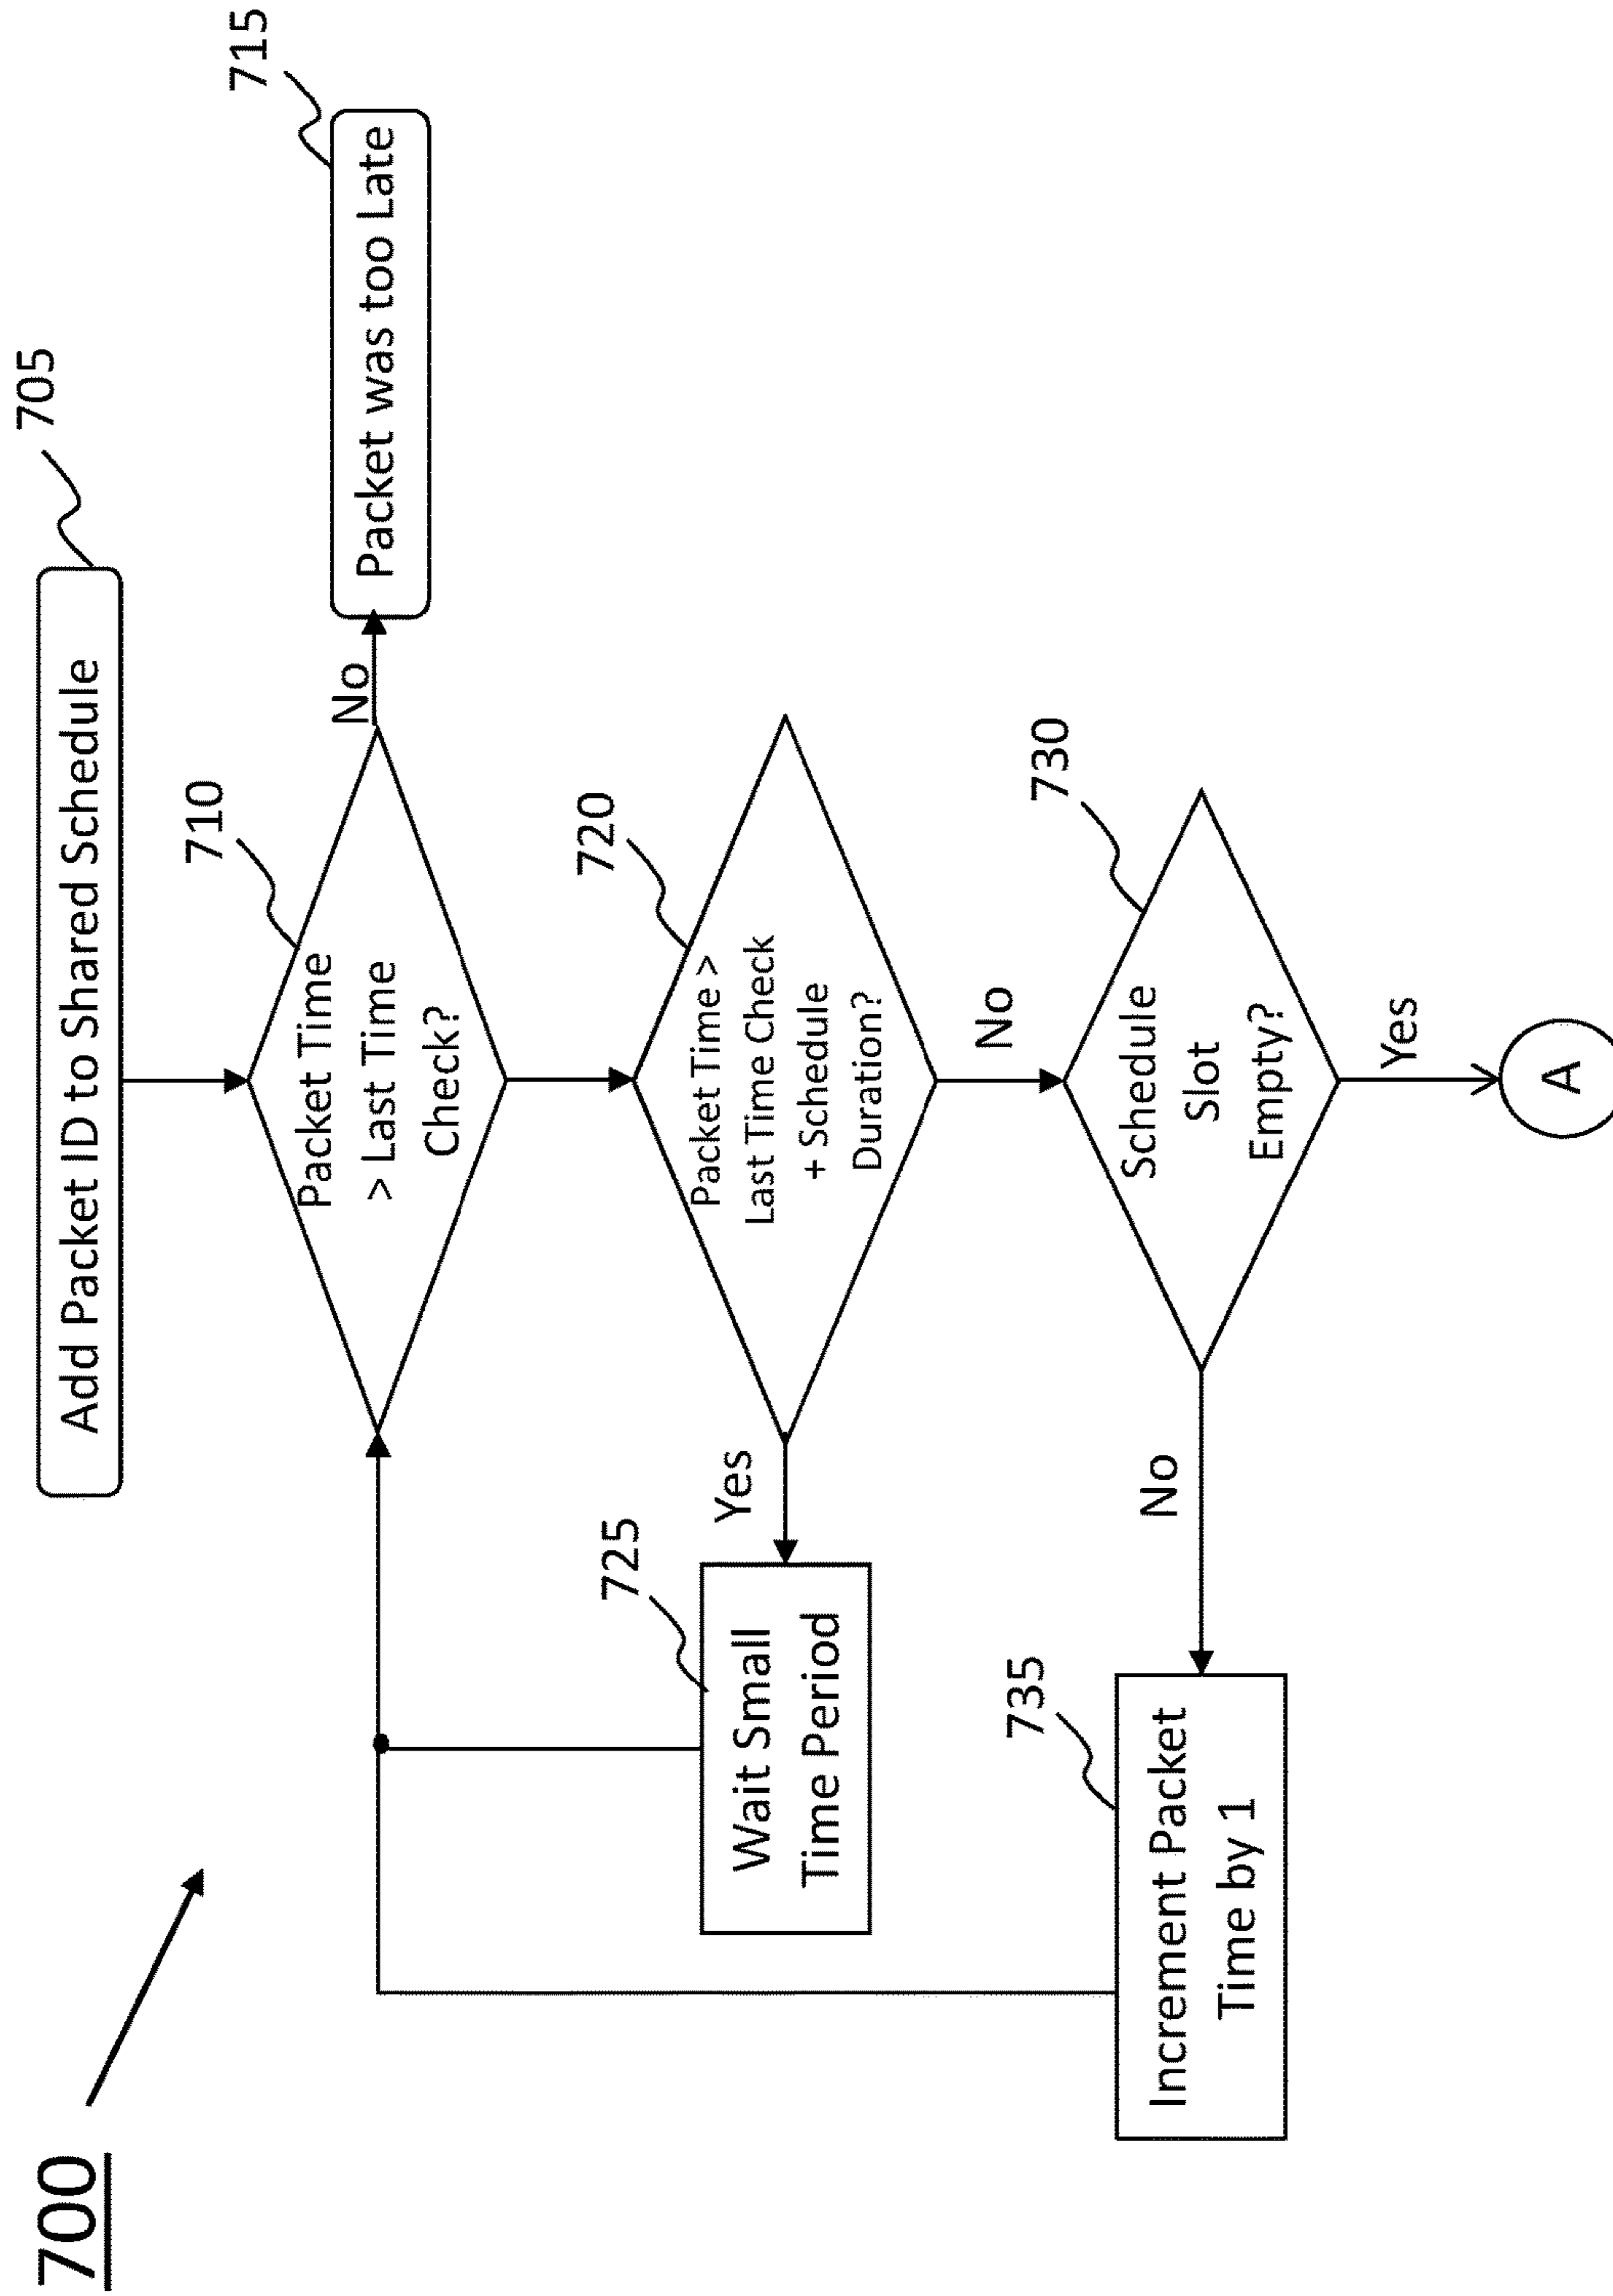 700
Add Packet ID to Shared Schedule
705
710
Packet Time
> Last Time
Check?
No
715
Packet was too Late
720
Packet Time >
Last Time Check
+ Schedule
Duration?
Yes
725
Wait Small
Time Period
No
730
Schedule
Slot
Empty?
No
735
Increment Packet
Time by 1
Yes
A